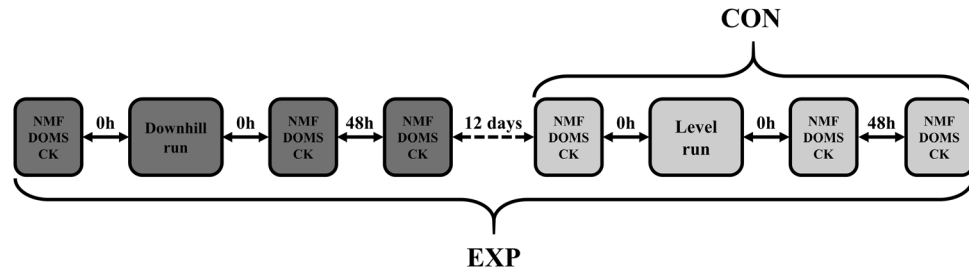 CON
NMF
DOMS
CK
0h
Downhill
run
0h
NMF
DOMS
CK
48h
NMF
DOMS
CK
12 days
NMF
DOMS
CK
0h
Level
run
0h
NMF
DOMS
CK
48h
NMF
DOMS
CK
EXP